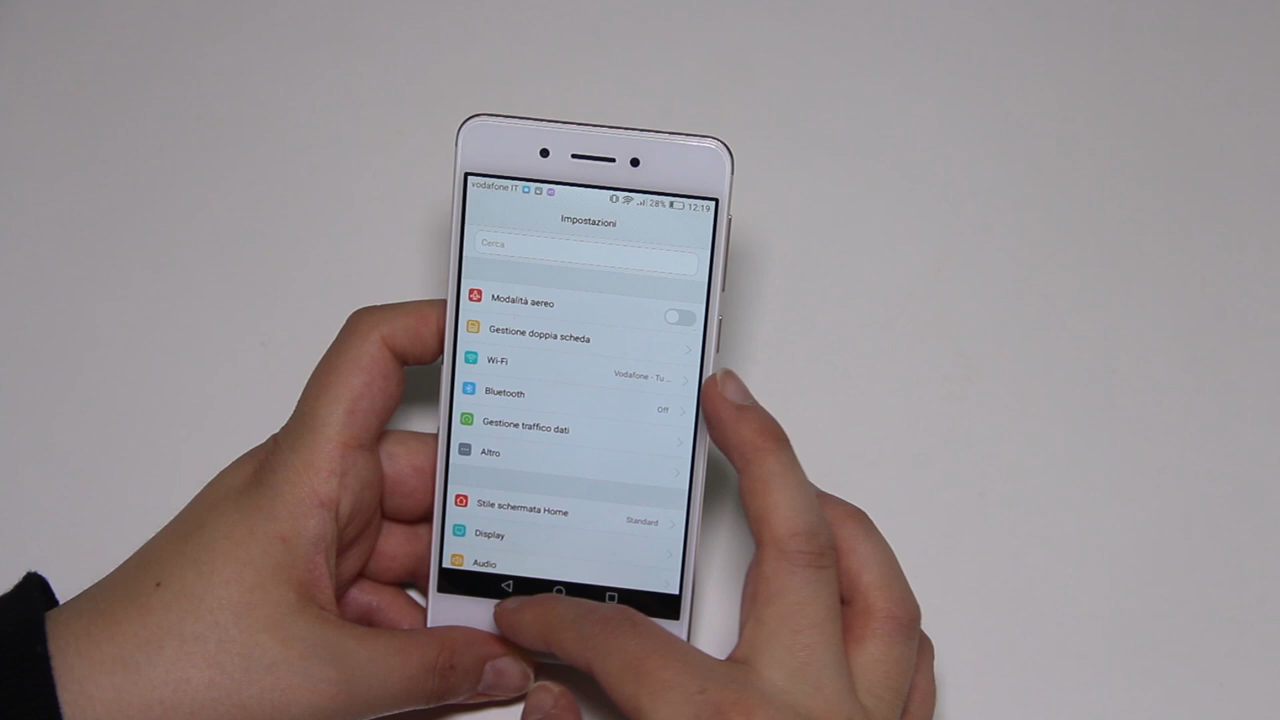 vodafone IT 28% 12:19
Impostazioni
Cerca
Modalità aereo
Gestione doppia scheda
Wi-Fi Vodafone - Tu ...
Bluetooth Off
Gestione traffico dati
Altro
Stile schermata Home Standard
Display
Audio